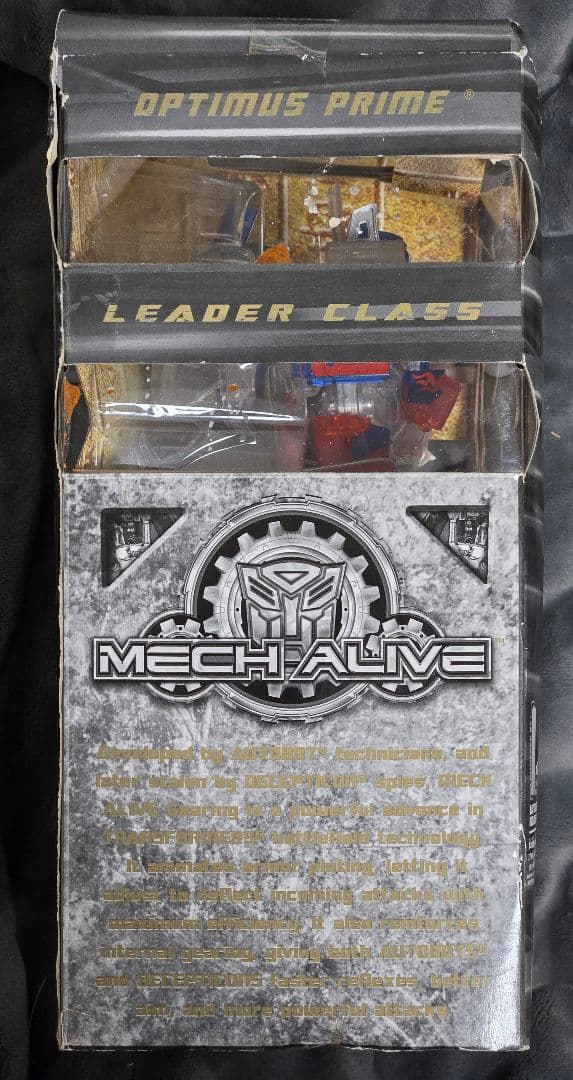 OPTIMUS PRIME®
LEADER CLASS
MECH ALIVE™
Developed by AUTOBOT® technicians, and
later stolen by DECEPTICON® spies, MECH
ALIVE gearing is a powerful advance in
TRANSFORMERS® battlefield technology.
It animates armor plating, letting it
adjust to deflect incoming attacks with
maximum efficiency. It also reinforces
internal gearing, giving both AUTOBOTS®
and DECEPTICONS faster reflexes, better
aim, and more powerful attacks.